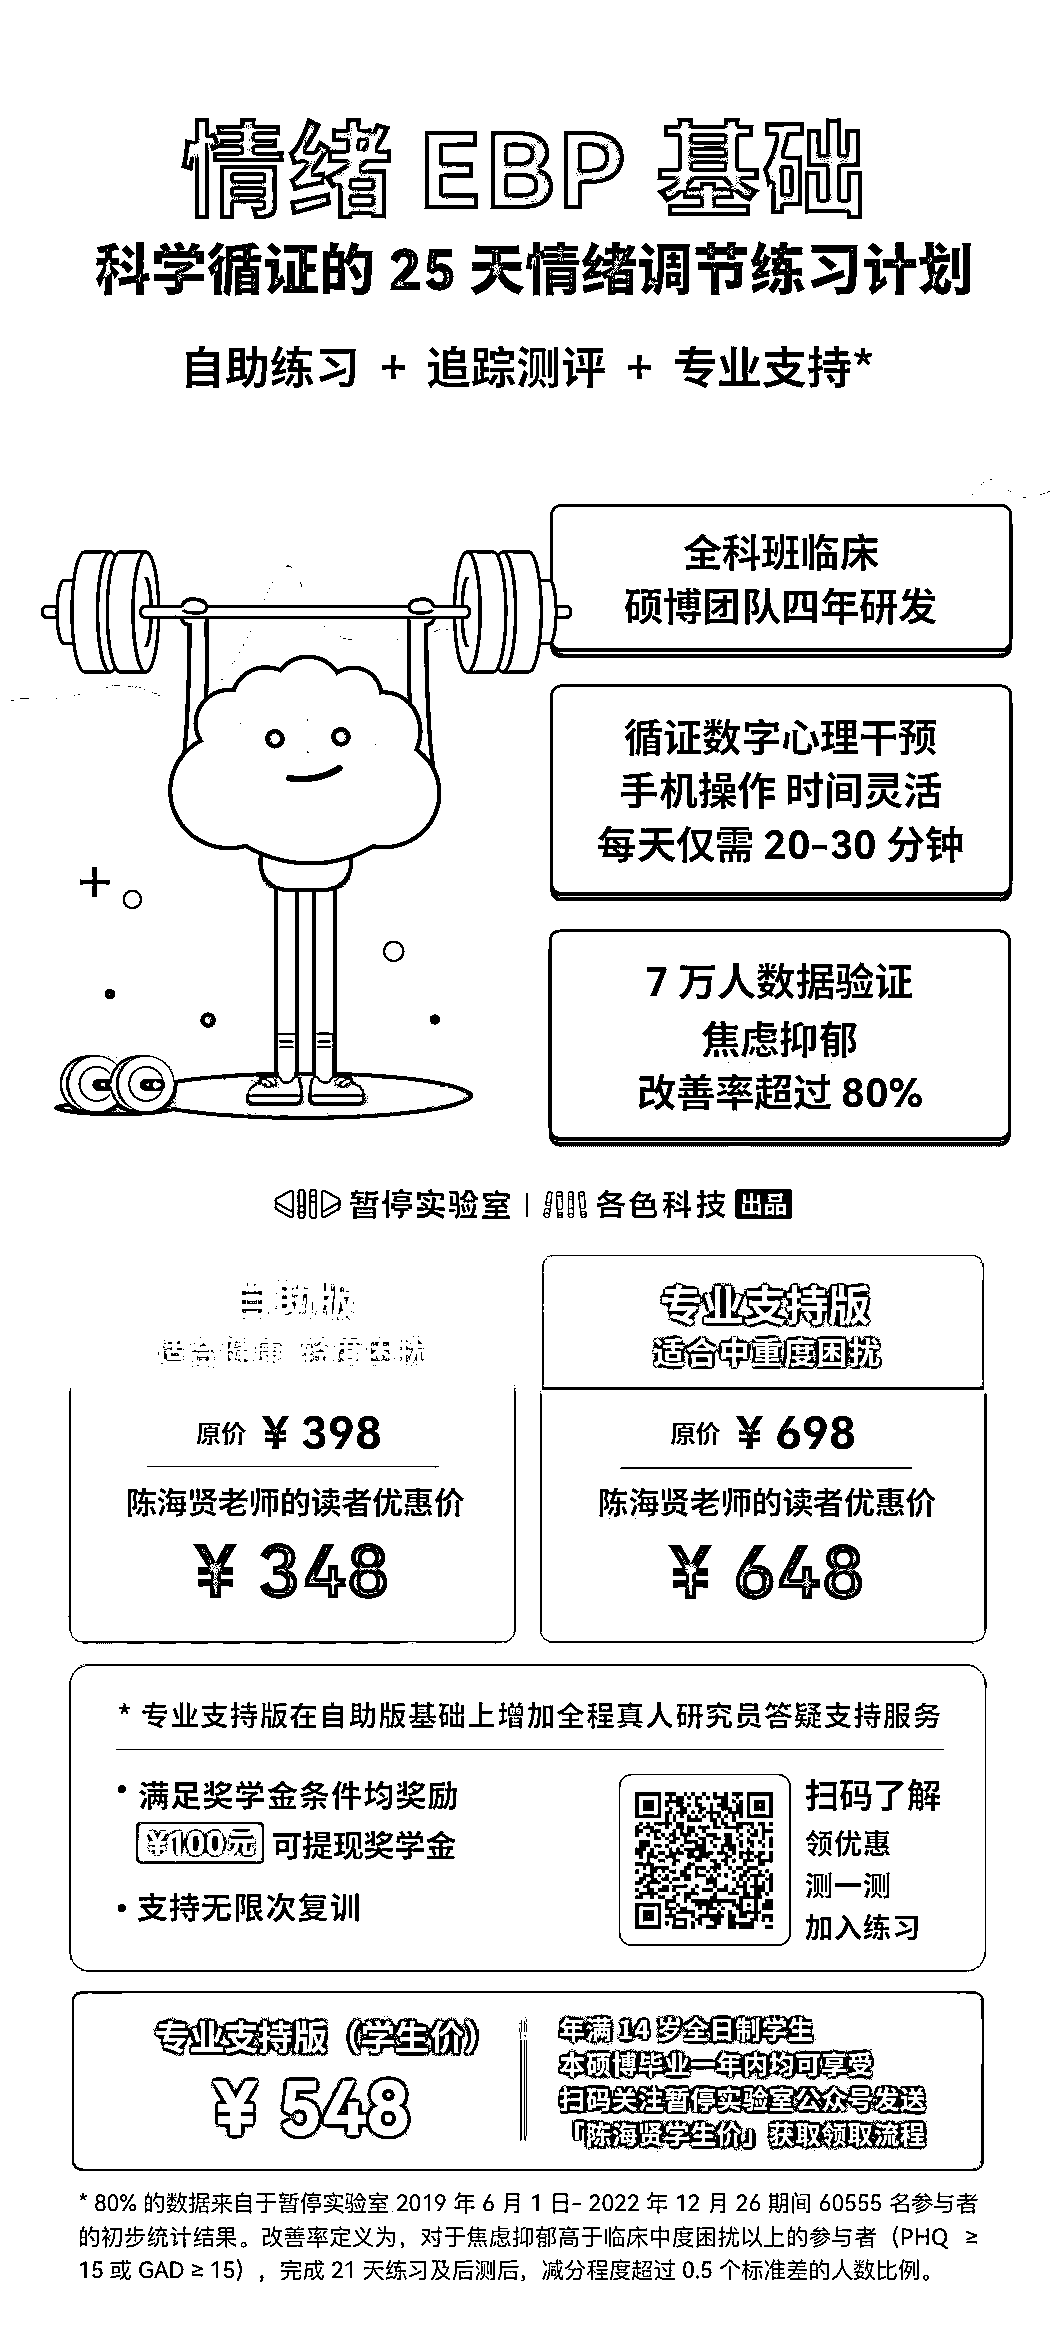 情绪 EBP 基础
科学循证的 25 天情绪调节练习计划
自助练习 + 追踪测评 + 专业支持*
全科班临床
硕博团队四年研发
循证数字心理干预
手机操作 时间灵活
每天仅需 20-30 分钟
7 万人数据验证
焦虑抑郁
改善率超过 80%
暂停实验室 | 各色科技 出品
自助版
适合健康、轻度困扰
原价 ¥ 398
陈海贤老师的读者优惠价
¥ 348
专业支持版
适合中重度困扰
原价 ¥ 698
陈海贤老师的读者优惠价
¥ 648
* 专业支持版在自助版基础上增加全程真人研究员答疑支持服务
• 满足奖学金条件均奖励
¥100元 可提现奖学金
• 支持无限次复训
扫码了解
领优惠
测一测
加入练习
专业支持版（学生价）
¥ 548
年满 14 岁全日制学生
本硕博毕业一年内均可享受
扫码关注暂停实验室公众号发送
「陈海贤学生价」获取领取流程
* 80% 的数据来自于暂停实验室 2019 年 6 月 1 日- 2022 年 12 月 26 期间 60555 名参与者
的初步统计结果。改善率定义为，对于焦虑抑郁高于临床中度困扰以上的参与者（PHQ ≥
15 或 GAD ≥ 15），完成 21 天练习及后测后，减分程度超过 0.5 个标准差的人数比例。